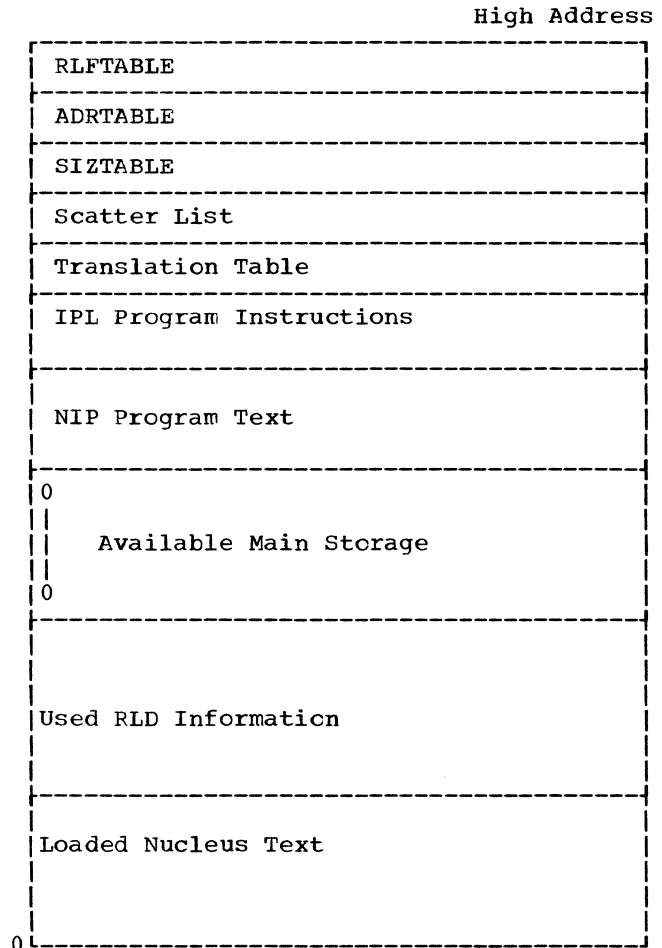 High Address
RLFTABLE
ADRTABLE
SIZTABLE
Scatter List
Translation Table
IPL Program Instructions
NIP Program Text
0
Available Main Storage
0
Used RLD Information
Loaded Nucleus Text
0